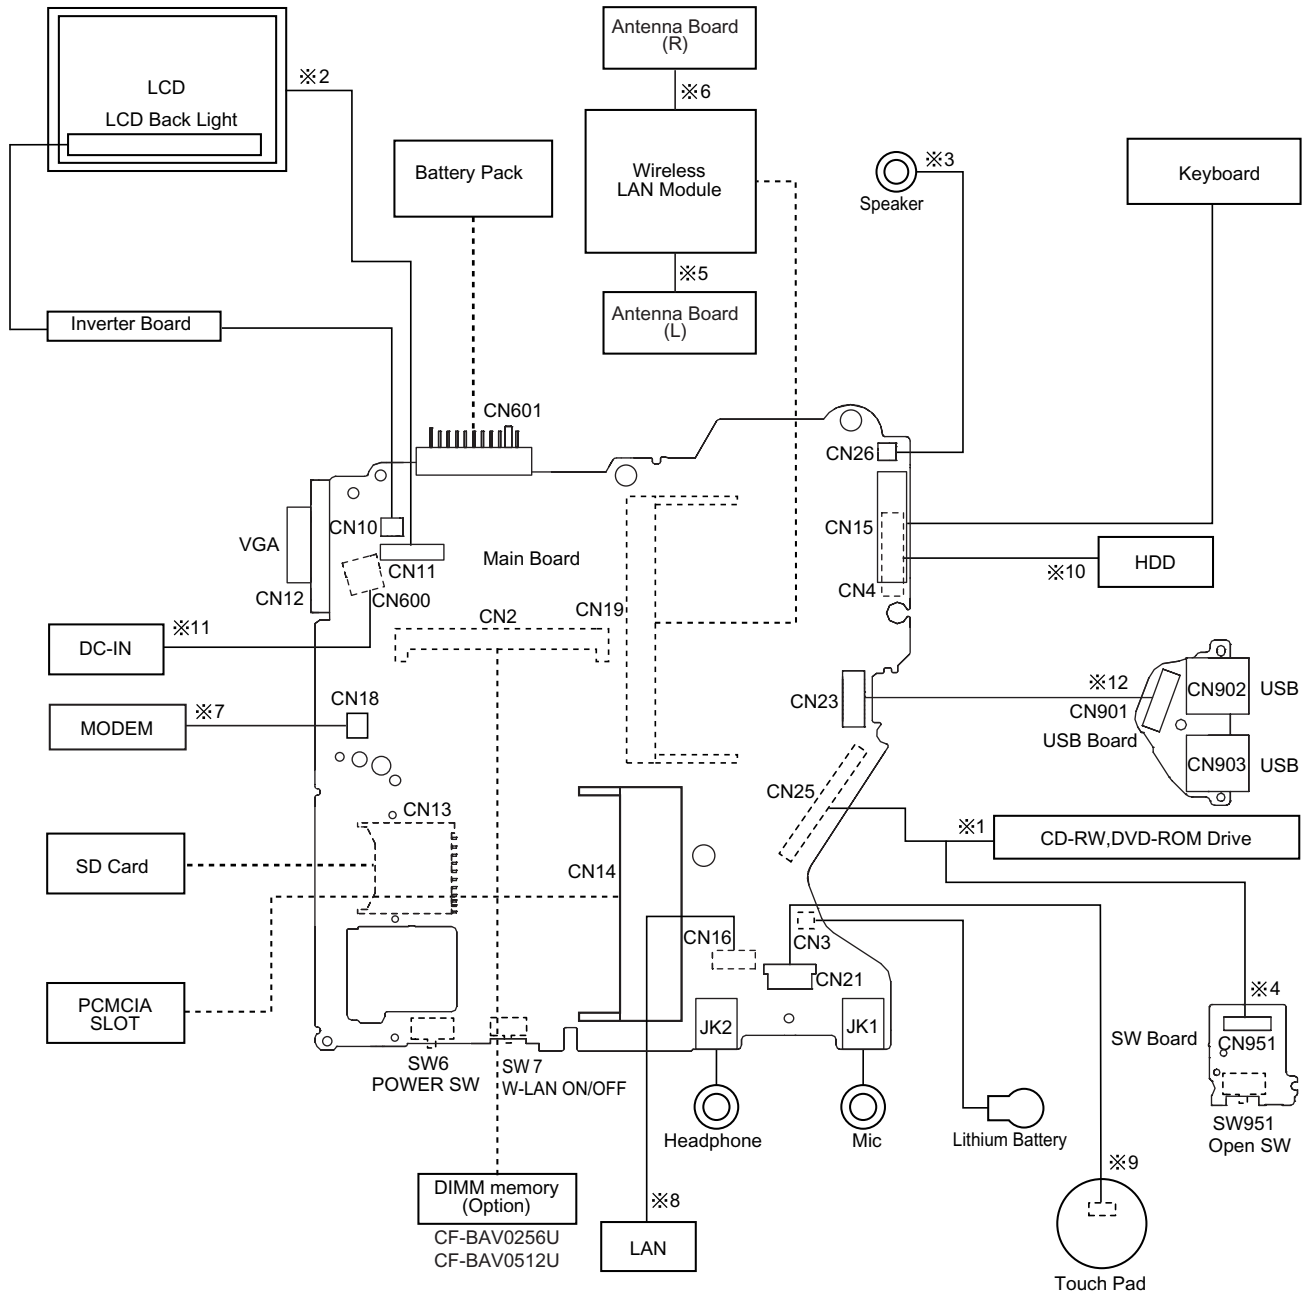 Antenna Board
(R)
※2
LCD
LCD Back Light
※6
Battery Pack
Wireless
LAN Module
※3
Speaker
Keyboard
※5
Antenna Board
(L)
Inverter Board
CN601
CN26
CN10
CN15
VGA
Main Board
CN11
HDD
※10
CN12
CN600
CN4
CN19
CN2
※11
DC-IN
CN18
CN23
※12
CN901
CN902
USB
※7
MODEM
USB Board
CN903
USB
CN25
CN13
※1
CD-RW,DVD-ROM Drive
SD Card
CN14
CN16
CN3
CN21
PCMCIA
SLOT
※4
JK2
JK1
SW Board
CN951
SW6
POWER SW
SW7
W-LAN ON/OFF
Headphone
Mic
Lithium Battery
SW951
Open SW
※9
DIMM memory
(Option)
※8
CF-BAV0256U
CF-BAV0512U
LAN
Touch Pad